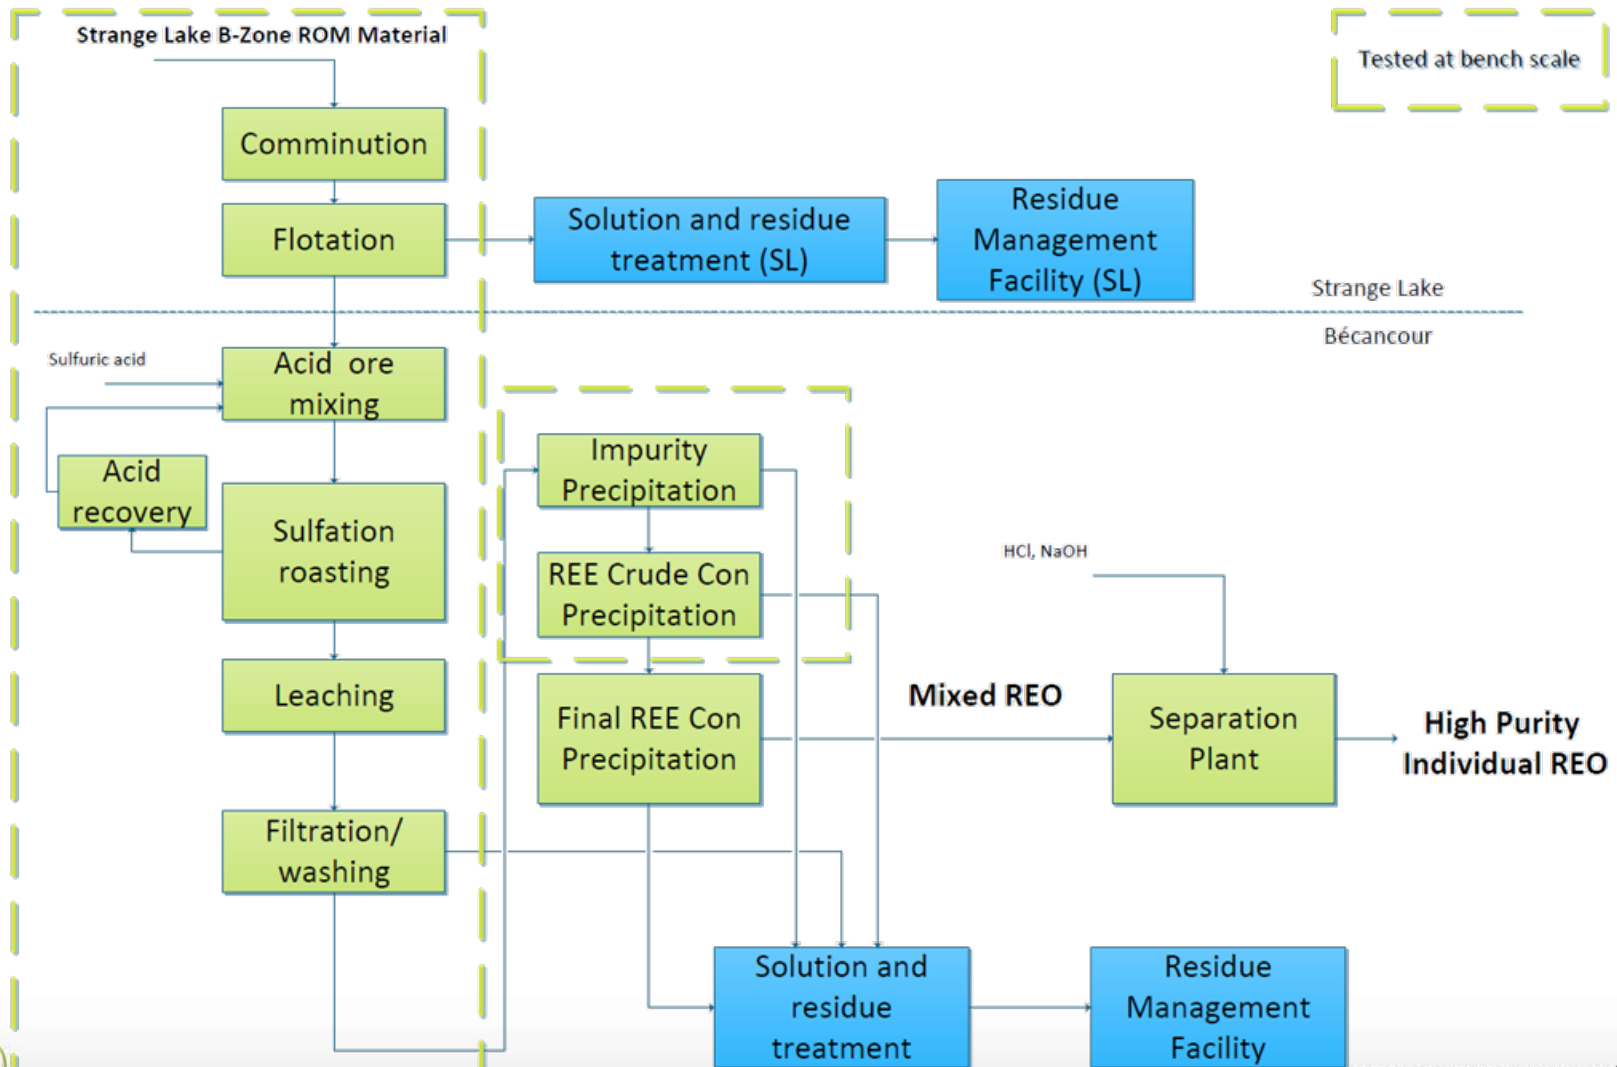 Strange Lake B-Zone ROM Material
Tested at bench scale
Comminution
Flotation
Solution and residue
treatment (SL)
Residue
Management
Facility (SL)
Strange Lake
Bécancour
Sulfuric acid
Acid ore
mixing
Acid
recovery
Sulfation
roasting
Leaching
Filtration/
washing
Impurity
Precipitation
REE Crude Con
Precipitation
Final REE Con
Precipitation
HCl, NaOH
Mixed REO
Separation
Plant
High Purity
Individual REO
Solution and
residue
treatment
Residue
Management
Facility